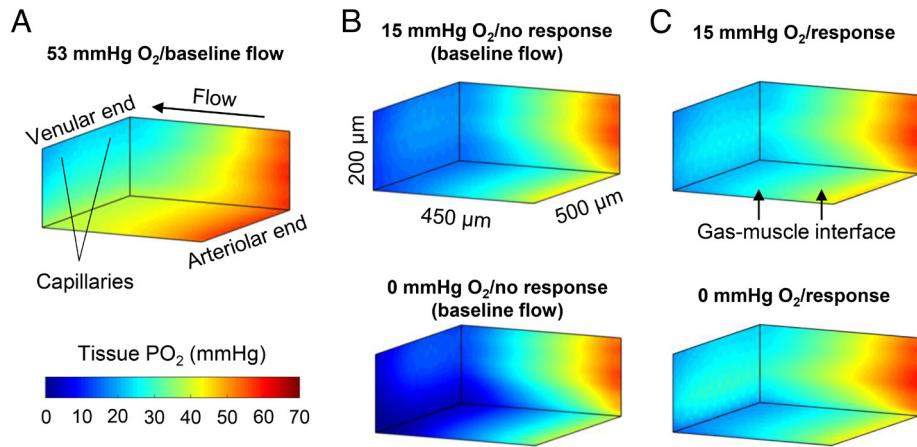 A
53 mmHg O₂/baseline flow
Flow
Venular end
Arteriolar end
Capillaries
Tissue PO₂ (mmHg)
0 10 20 30 40 50 60 70
B
15 mmHg O₂/no response
(baseline flow)
200 µm
450 µm
500 µm
0 mmHg O₂/no response
(baseline flow)
C
15 mmHg O₂/response
Gas-muscle interface
0 mmHg O₂/response